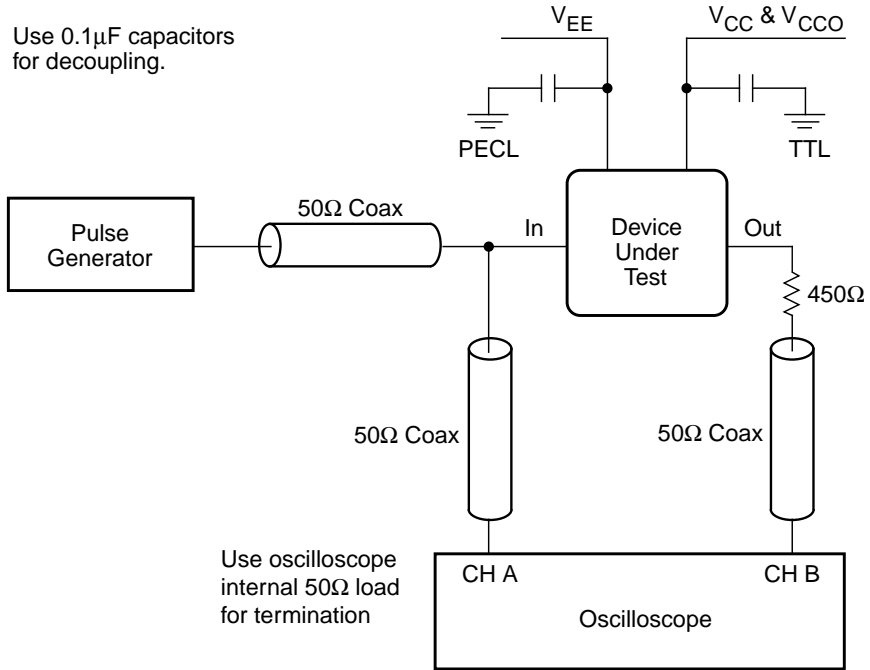 Use 0.1μF capacitors
for decoupling.
VEE
VCC & VCCO
PECL
TTL
Pulse
Generator
50Ω Coax
In
Device
Under
Test
Out
450Ω
50Ω Coax
50Ω Coax
Use oscilloscope
internal 50Ω load
for termination
CH A
CH B
Oscilloscope